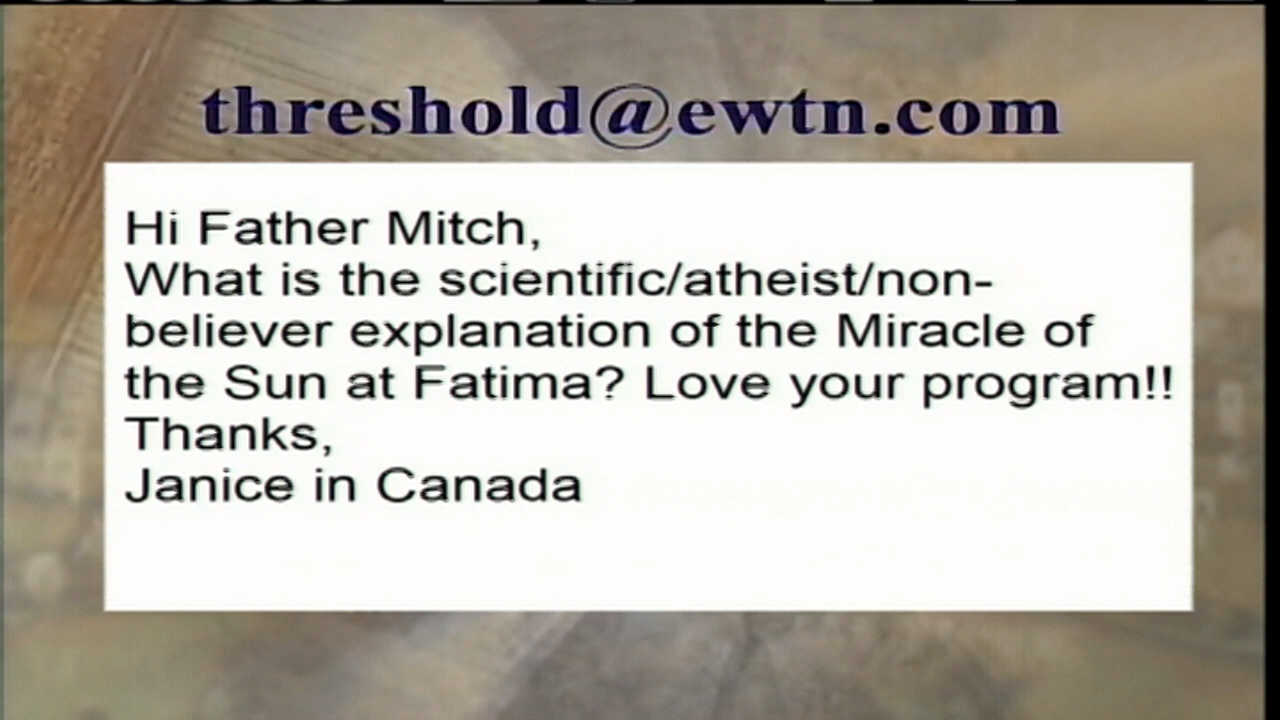 threshold@ewtn.com
Hi Father Mitch,
What is the scientific/atheist/non-
believer explanation of the Miracle of
the Sun at Fatima? Love your program!!
Thanks,
Janice in Canada